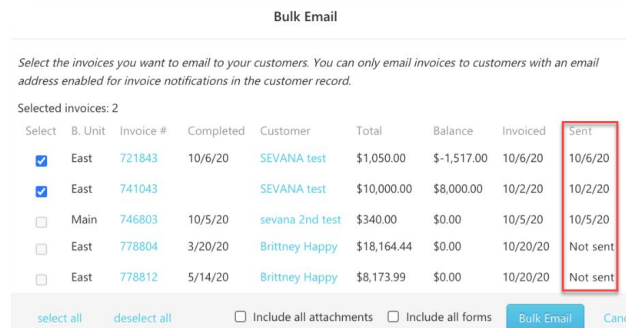 Bulk Email
Select the invoices you want to email to your customers. You can only email invoices to customers with an email
address enabled for invoice notifications in the customer record.
Selected invoices: 2
Select B. Unit Invoice # Completed Customer Total Balance Invoiced Sent
East 721843 10/6/20 SEVANA test $1,050.00 $-1,517.00 10/6/20 10/6/20
East 741043 SEVANA test $10,000.00 $8,000.00 10/2/20 10/2/20
Main 746803 10/5/20 sevana 2nd test $340.00 $0.00 10/5/20 10/5/20
East 778804 3/20/20 Brittney Happy $18,164.44 $0.00 10/20/20 Not sent
East 778812 5/14/20 Brittney Happy $8,173.99 $0.00 10/20/20 Not sent
select all deselect all Include all attachments Include all forms Bulk Email Canc